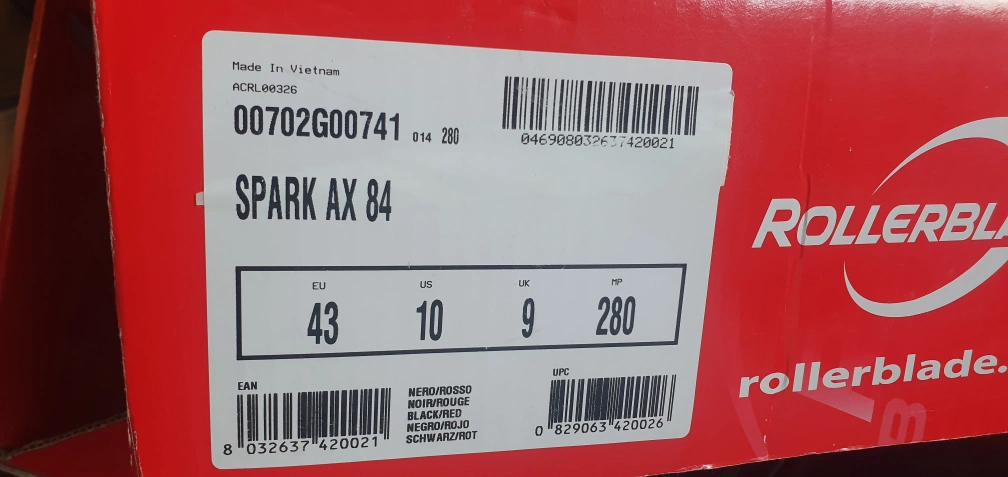 Made In Vietnam
ACRL00326
00702G00741 014 280
046908032637420021
SPARK AX 84
EU US UK MP
43 10 9 280
EAN
8 032637 420021
NERO/ROSSO
NOIR/ROUGE
BLACK/RED
NEGRO/ROJO
SCHWARZ/ROT
UPC
0 829063 420026
ROLLERBLA
rollerblade.